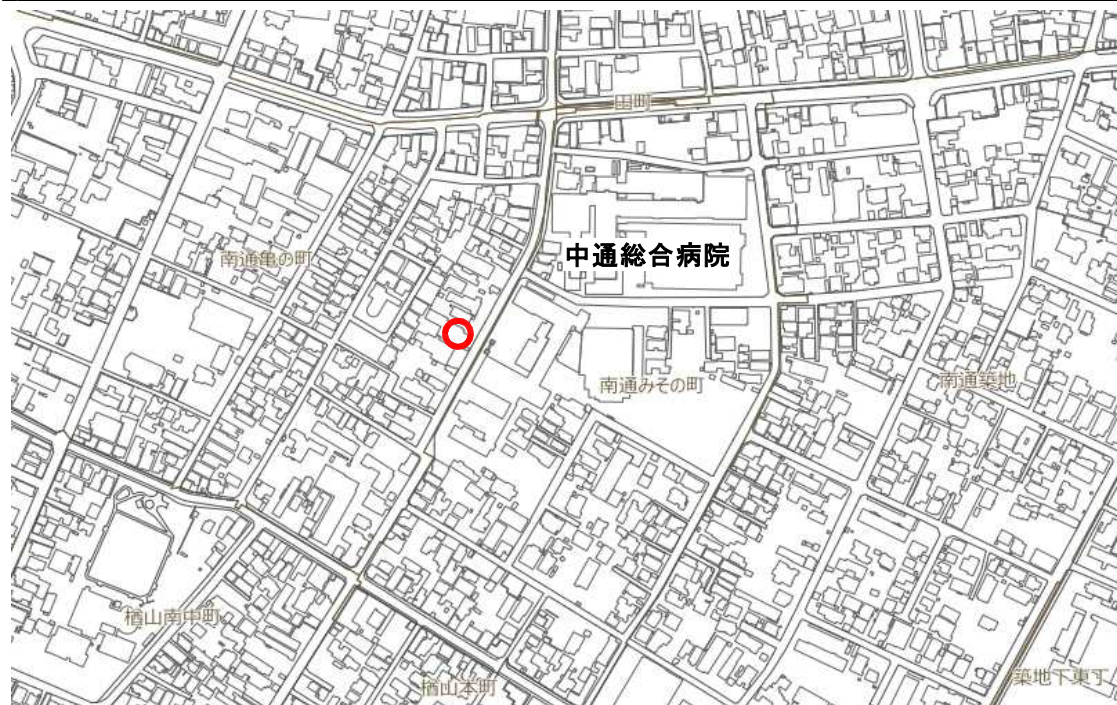 由町
中通総合病院
南通亀の町
南通みその町
南通築地
楢山南中町
楢山本町
築地下東丁